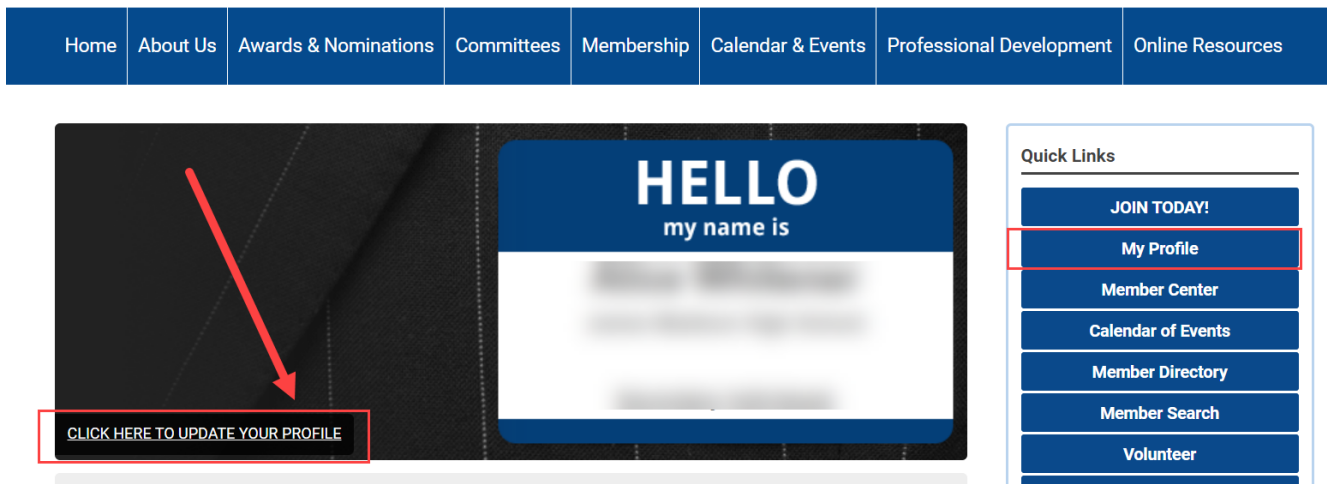 Home About Us Awards & Nominations Committees Membership Calendar & Events Professional Development Online Resources
HELLO
my name is
CLICK HERE TO UPDATE YOUR PROFILE
Quick Links
JOIN TODAY!
My Profile
Member Center
Calendar of Events
Member Directory
Member Search
Volunteer